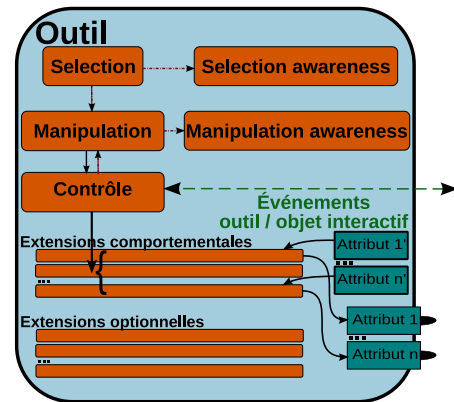 Outil
Selection
Selection awareness
Manipulation
Manipulation awareness
Contrôle
Événements
outil / objet interactif
Extensions comportementales
Attribut 1'
Attribut n'
Extensions optionnelles
Attribut 1
Attribut n